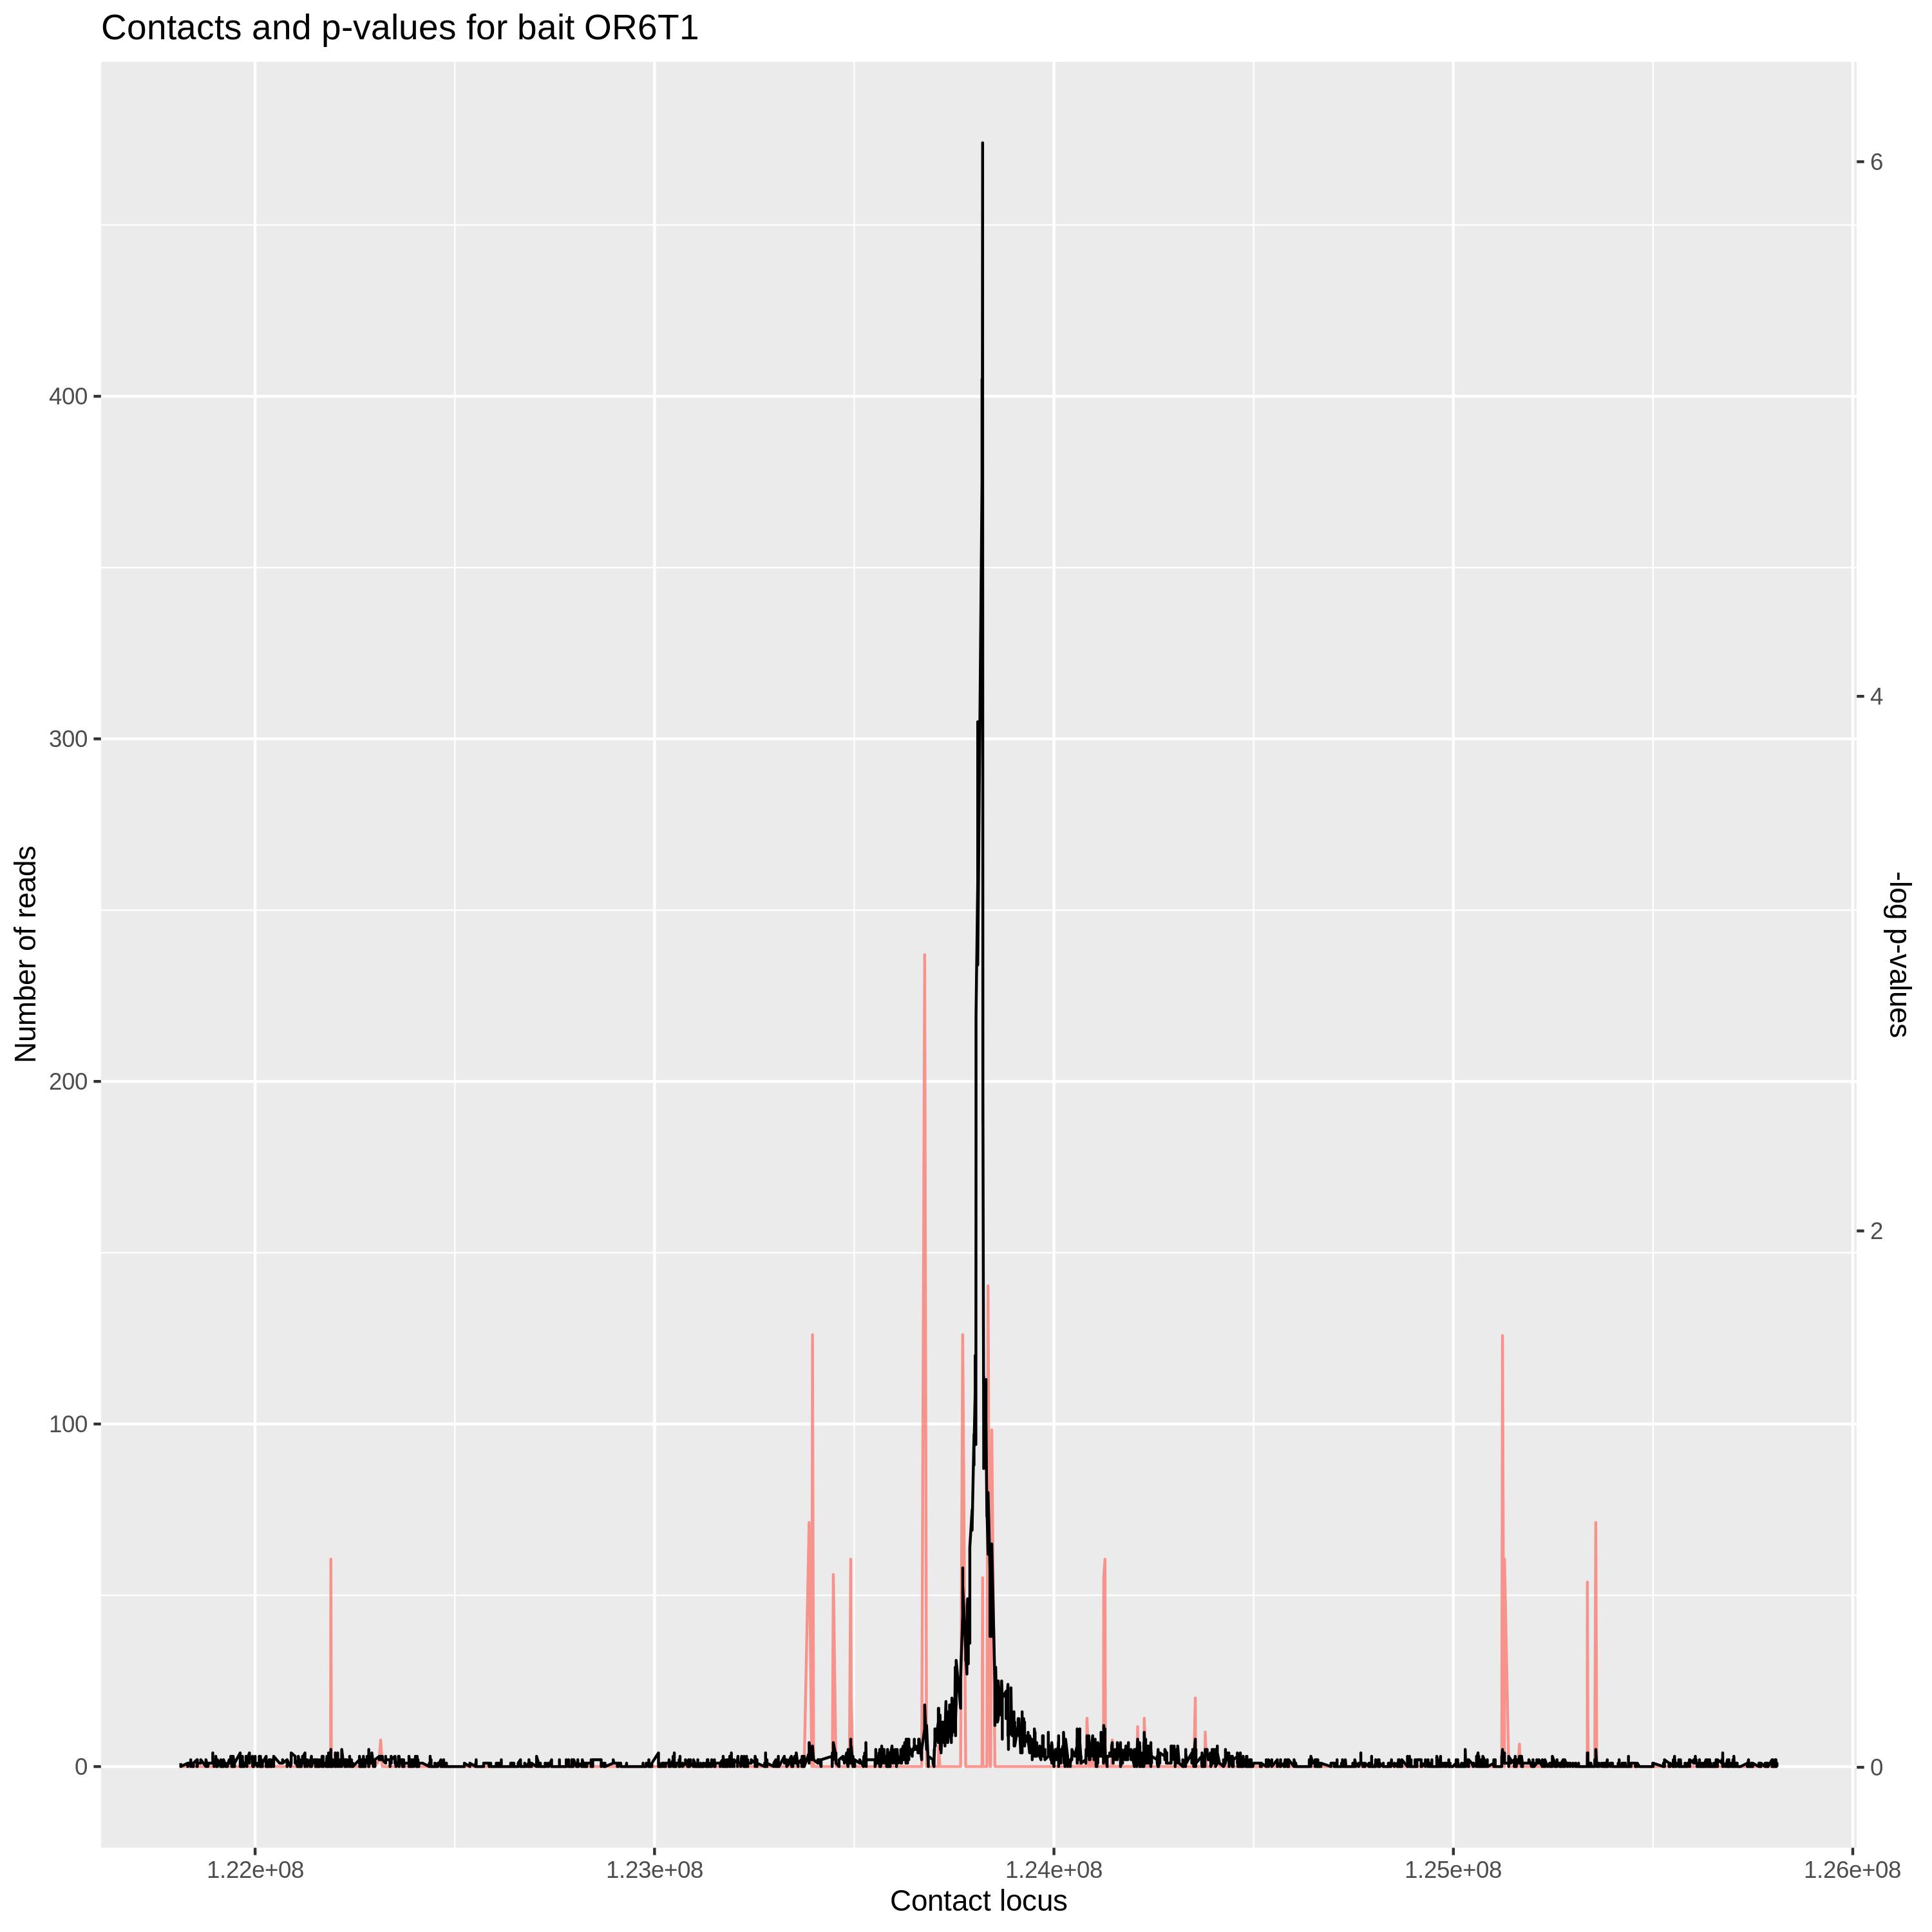 Contacts and p-values for bait OR6T1
Number of reads
400
300
200
100
0
6
4
2
0
-log p-values
1.22e+08
1.23e+08
1.24e+08
1.25e+08
1.26e+08
Contact locus